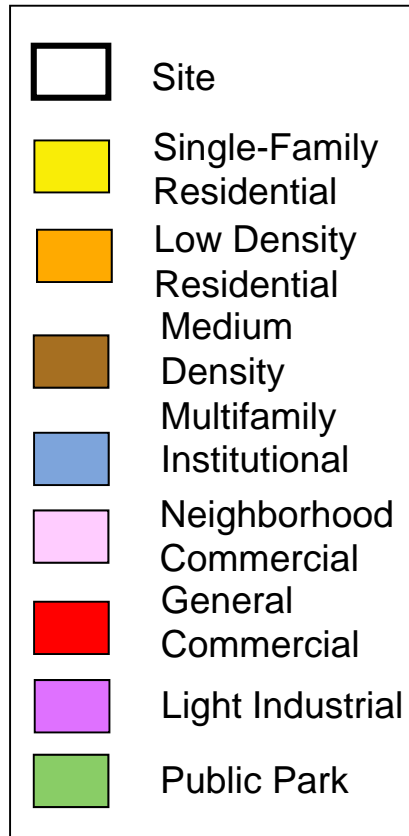 Site
Single-Family
Residential
Low Density
Residential
Medium
Density
Multifamily
Institutional
Neighborhood
Commercial
General
Commercial
Light Industrial
Public Park